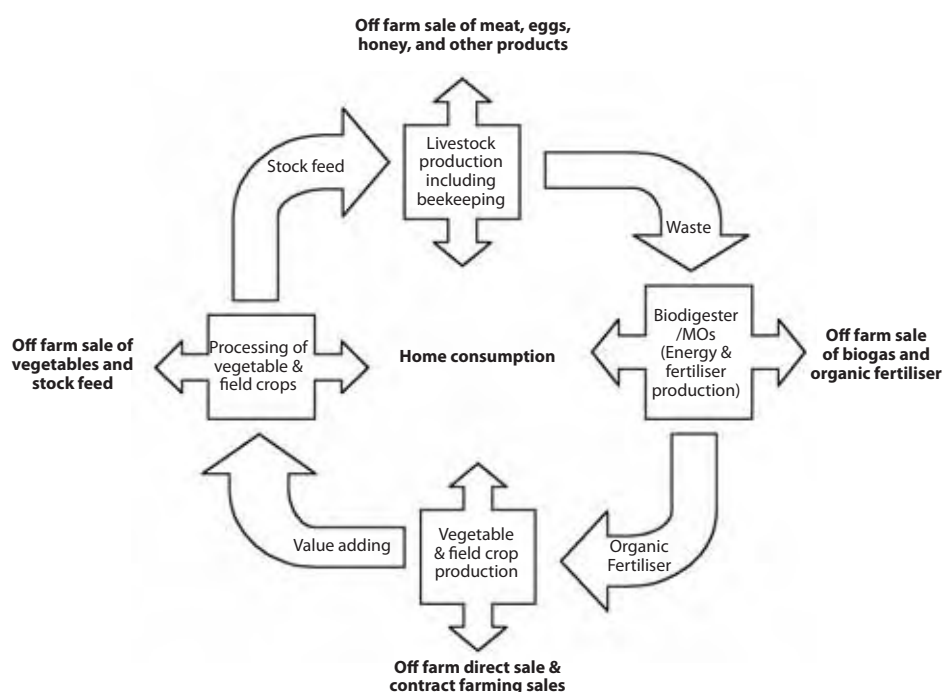 Off farm sale of meat, eggs,
honey, and other products
Stock feed
Livestock
production
including
beekeeping
Waste
Off farm sale of
vegetables and
stock feed
Processing of
vegetable &
field crops
Home consumption
Biodigester
/MOs
(Energy &
fertiliser
production)
Off farm sale
of biogas and
organic fertiliser
Value adding
Vegetable
& field crop
production
Organic
Fertiliser
Off farm direct sale &
contract farming sales